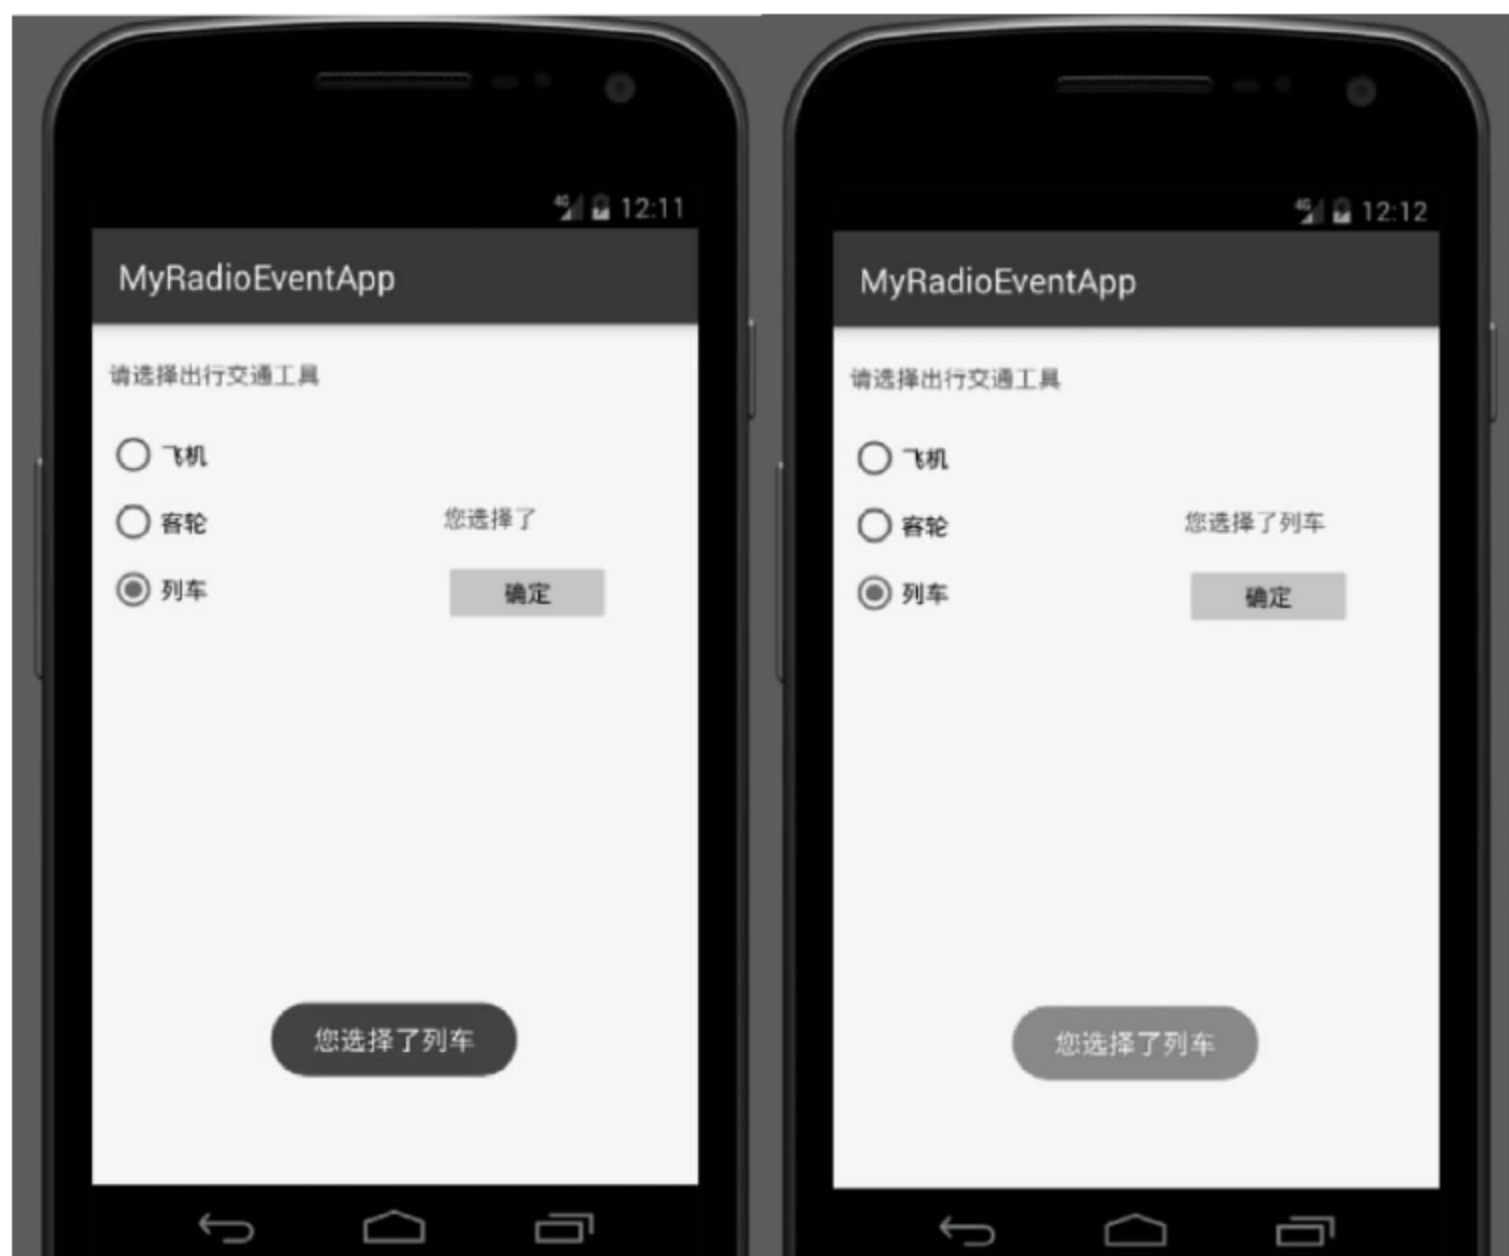 4G 12:11
MyRadioEventApp
请选择出行交通工具
飞机
客轮
您选择了
列车
确定
您选择了列车
4G 12:12
MyRadioEventApp
请选择出行交通工具
飞机
客轮
您选择了列车
列车
确定
您选择了列车